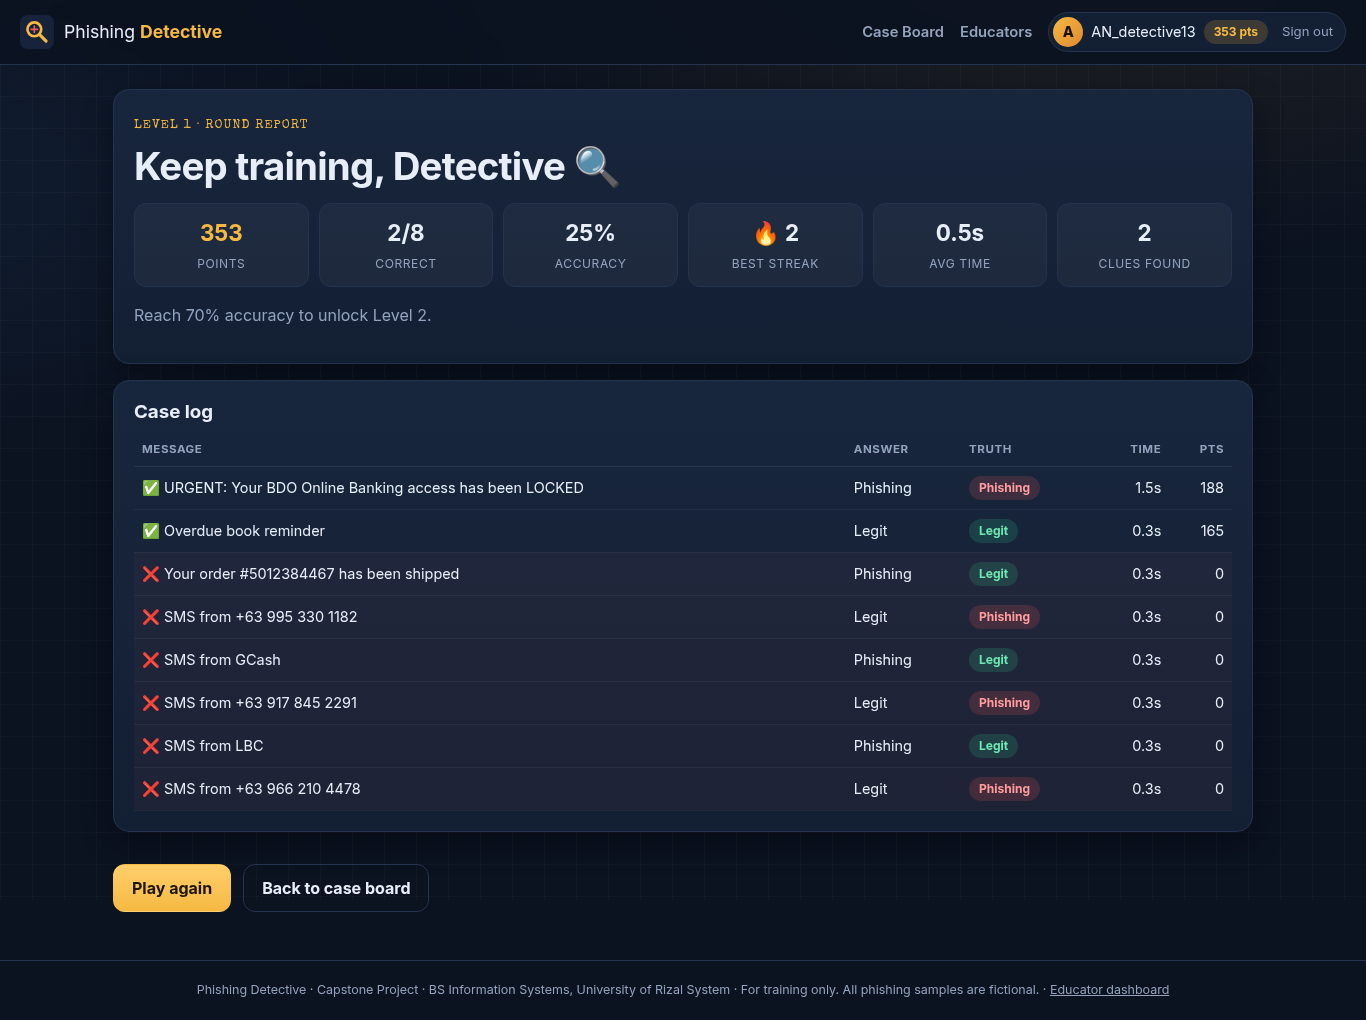 Phishing Detective
Case Board
Educators
A
AN_detective13
353 pts
Sign out
LEVEL 1 · ROUND REPORT
Keep training, Detective 🔍
353
POINTS
2/8
CORRECT
25%
ACCURACY
🔥 2
BEST STREAK
0.5s
AVG TIME
2
CLUES FOUND
Reach 70% accuracy to unlock Level 2.
Case log
MESSAGE ANSWER TRUTH TIME PTS
✅ URGENT: Your BDO Online Banking access has been LOCKED Phishing Phishing 1.5s 188
✅ Overdue book reminder Legit Legit 0.3s 165
❌ Your order #5012384467 has been shipped Phishing Legit 0.3s 0
❌ SMS from +63 995 330 1182 Legit Phishing 0.3s 0
❌ SMS from GCash Phishing Legit 0.3s 0
❌ SMS from +63 917 845 2291 Legit Phishing 0.3s 0
❌ SMS from LBC Phishing Legit 0.3s 0
❌ SMS from +63 966 210 4478 Legit Phishing 0.3s 0
Play again
Back to case board
Phishing Detective · Capstone Project · BS Information Systems, University of Rizal System · For training only. All phishing samples are fictional. · Educator dashboard